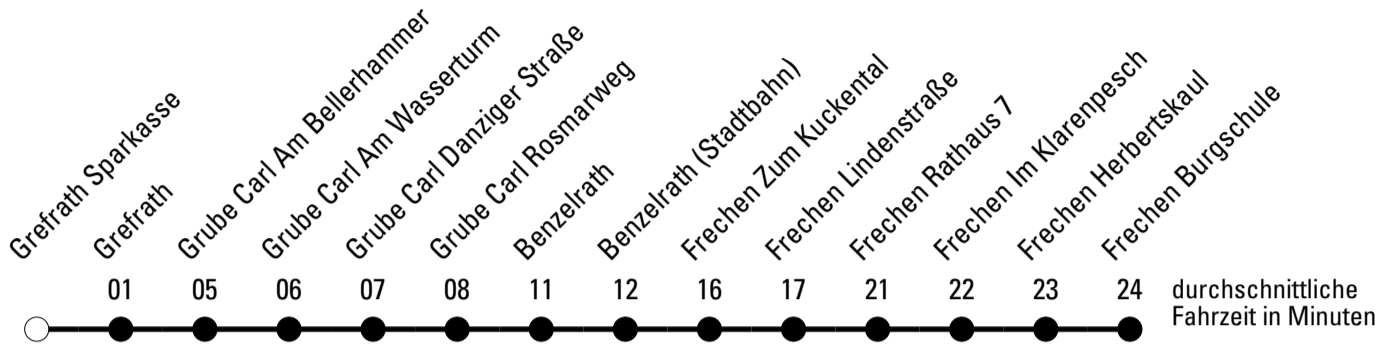 Grefrath Sparkasse
Grefrath
Grube Carl Am Bellerhammer
Grube Carl Am Wasserturm
Grube Carl Danziger Straße
Grube Carl Rosmarweg
Benzelrath
Benzelrath (Stadtbahn)
Frechen Zum Kuckental
Frechen Lindenstraße
Frechen Rathaus 7
Frechen Im Klarenpesch
Frechen Herbertskaul
Frechen Burgschule
01 05 06 07 08 11 12 16 17 21 22 23 24
durchschnittliche
Fahrzeit in Minuten